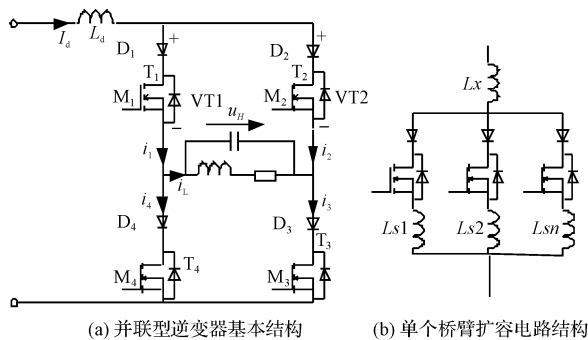 I_d
L_d
D_1
+
D_2
+
T_1
T_2
M_1
VT1
M_2
VT2
−
u_H
−
i_1
i_2
i_L
i_4
i_3
D_4
D_3
T_3
T_4
M_4
M_3
(a) 并联型逆变器基本结构
Lx
Ls1
Ls2
Lsn
(b) 单个桥臂扩容电路结构